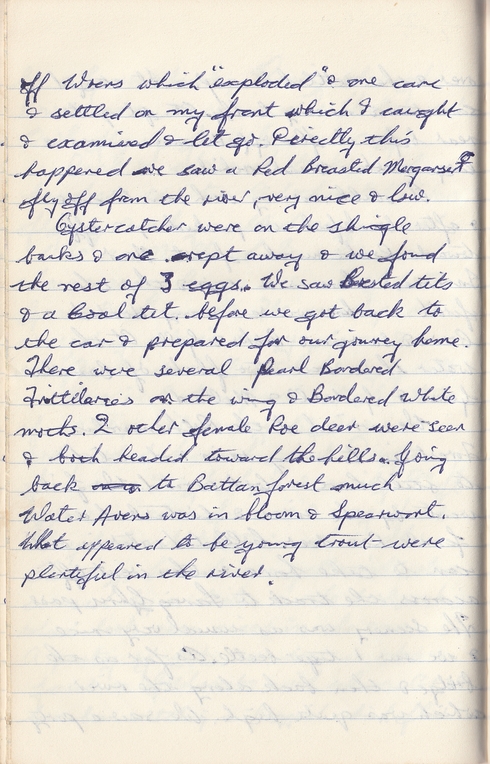 off Wrens which "exploded" & one came
& settled on my front which I caught
& examined & let go. Directly this
happened we saw a Red Breasted Merganser
fly off from the river, very nice & low.
Oystercatcher were on the shingle
banks & one crept away & we found
the rest of 3 eggs. We saw Crested tits
& a Coal tit. before we got back to
the car & prepared for our jouney home.
There were several Pearl Bordered
Fritilaries on the wing & Bordered White
moths. 2 other female Roe deer were seen
& both headed toward the hills. Going
back to Battan forest much
Water Avens was in bloom & Spearwort.
What appeared to be young trout were
plentiful in the river.